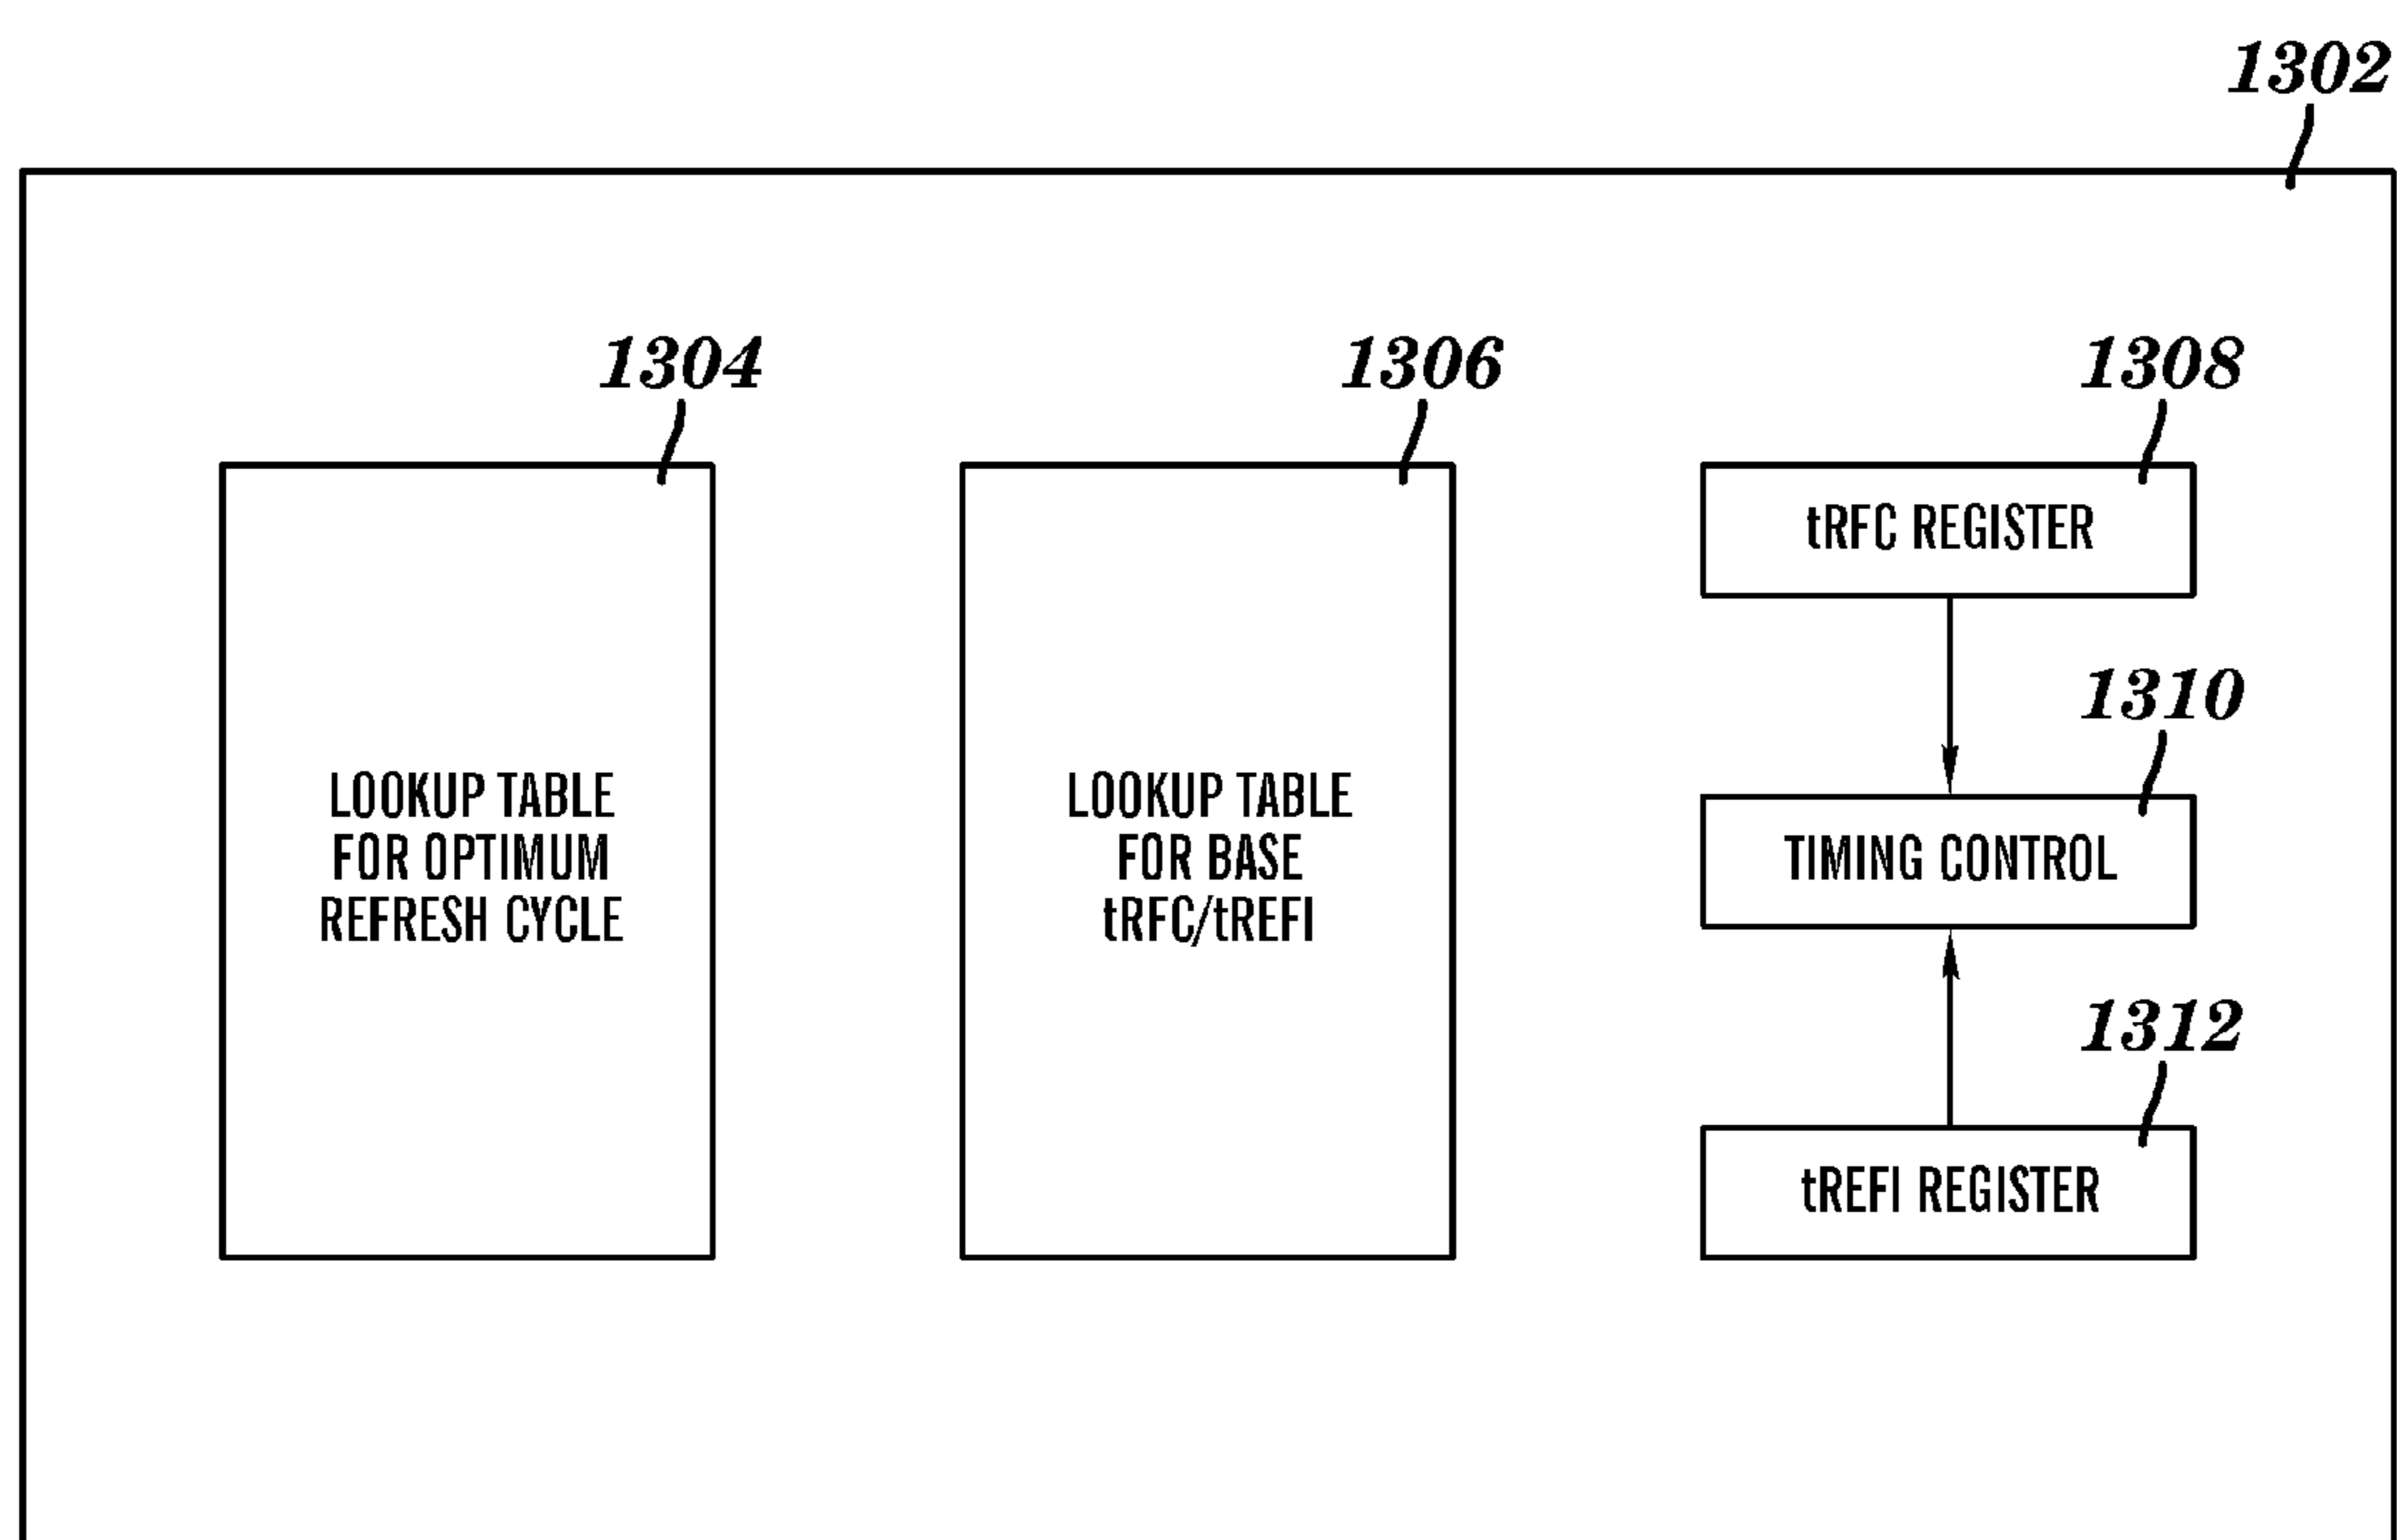 1302
1304
1306
1308
tRFC REGISTER
1310
LOOKUP TABLE
FOR OPTIMUM
REFRESH CYCLE
LOOKUP TABLE
FOR BASE
tRFC/tREFI
TIMING CONTROL
1312
tREFI REGISTER